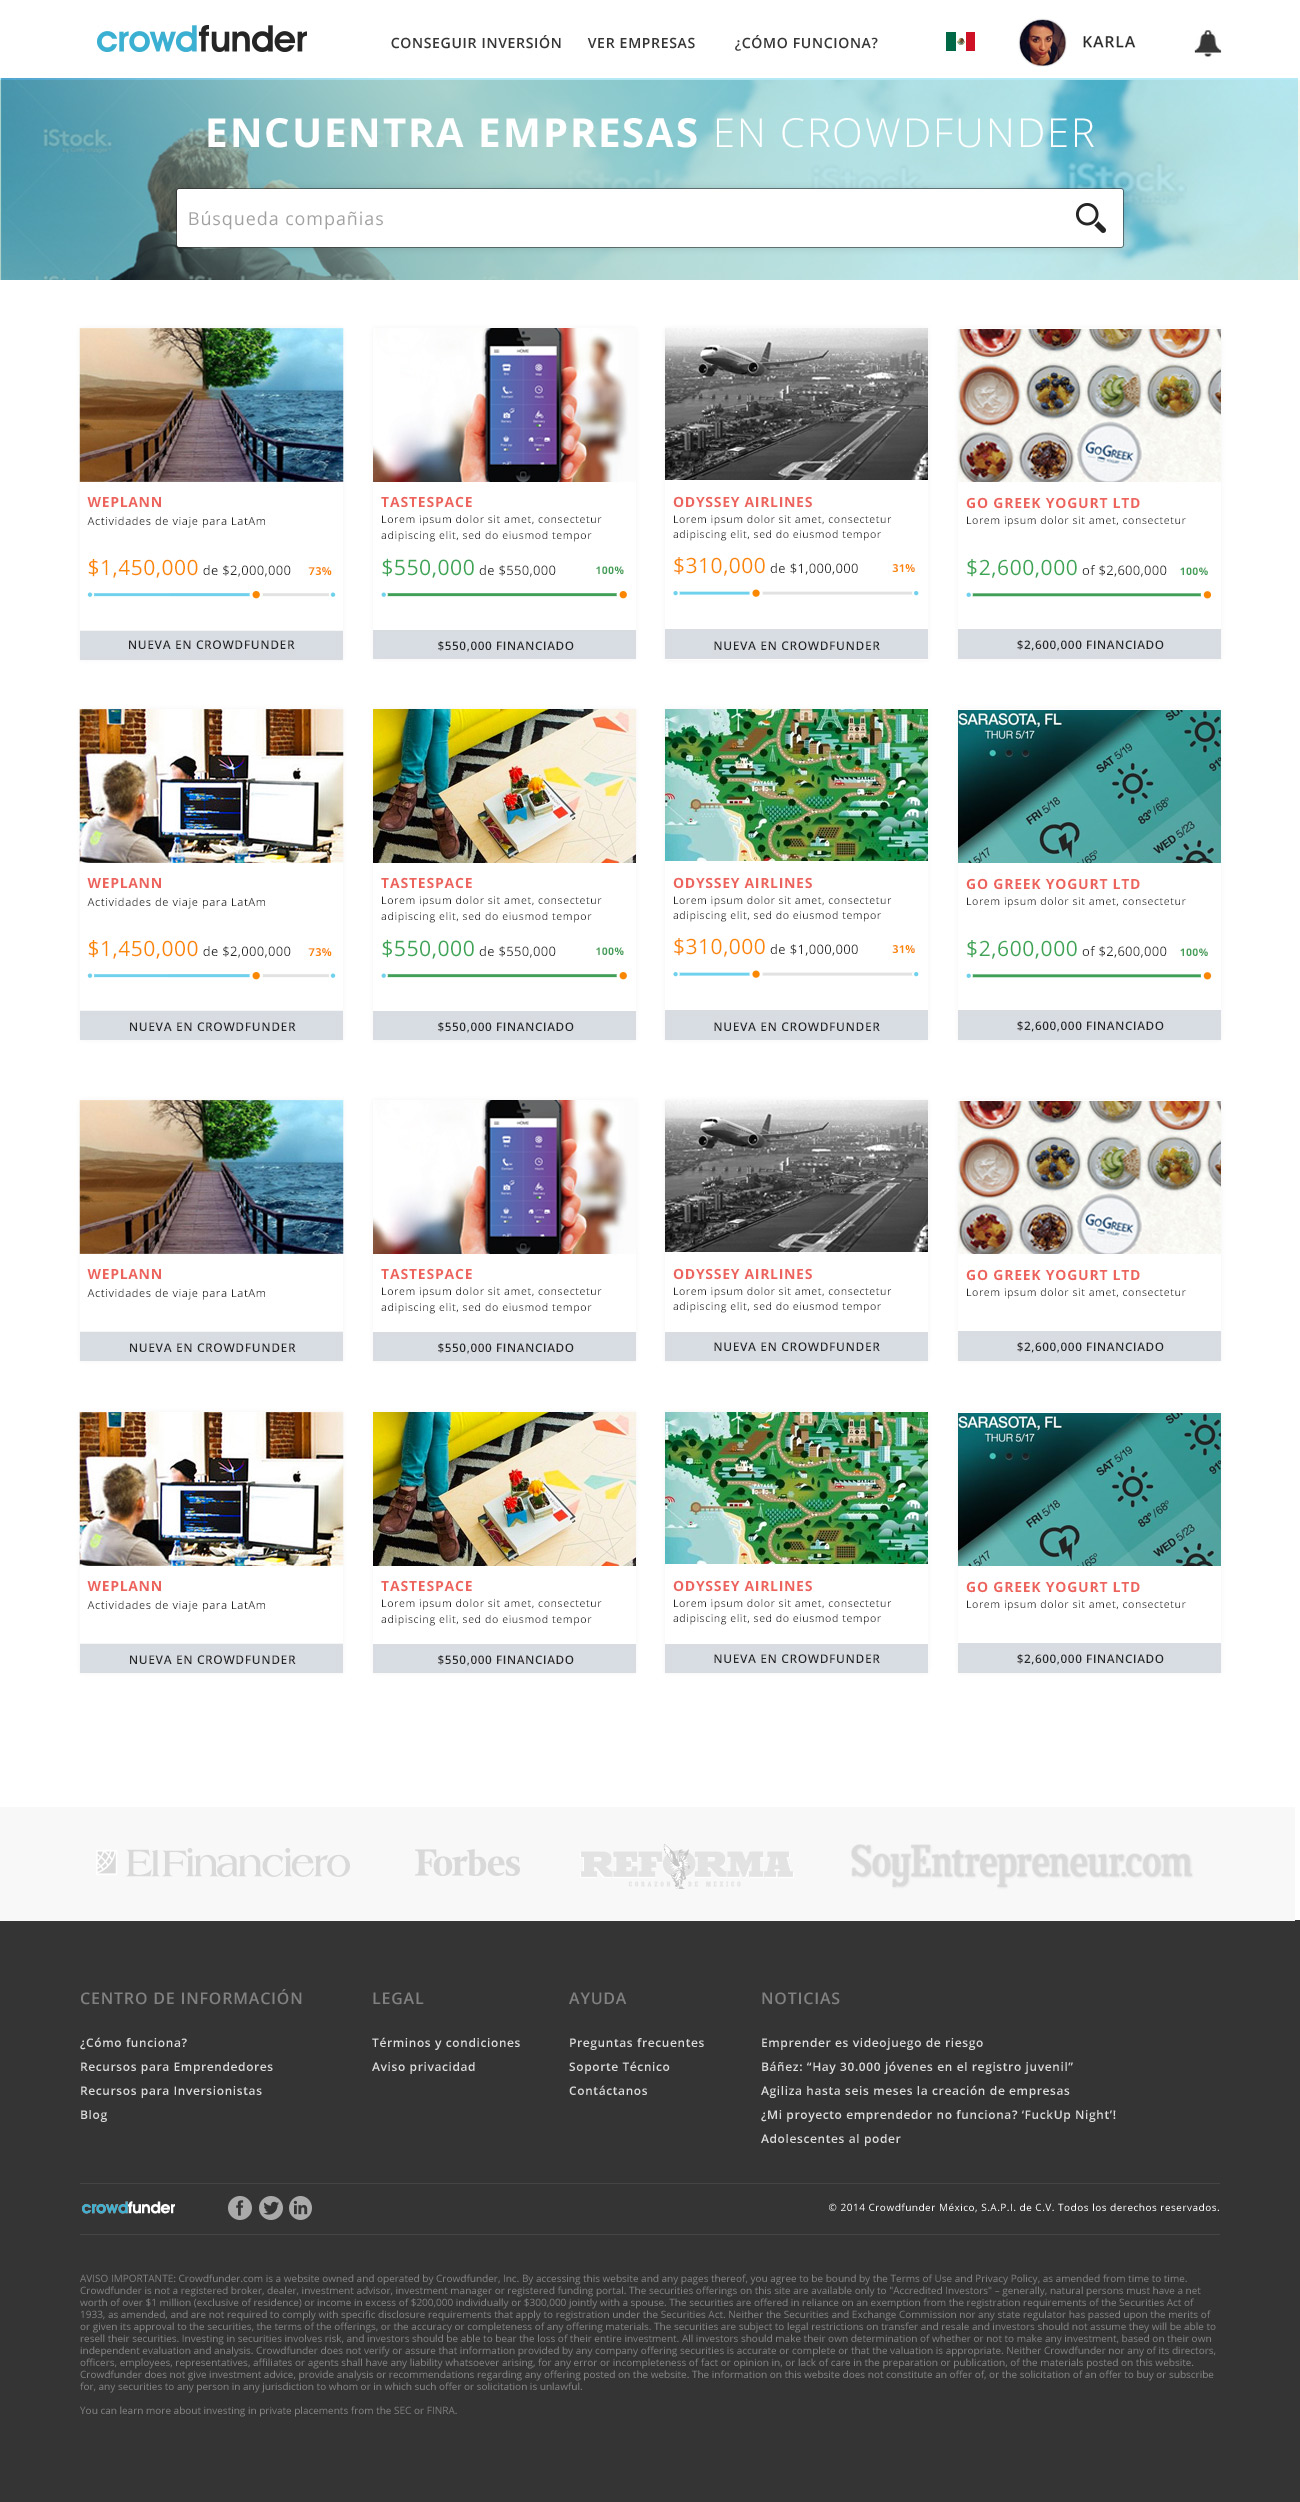 crowdfunder
CONSEGUIR INVERSIÓN
VER EMPRESAS
¿CÓMO FUNCIONA?
KARLA
ENCUENTRA EMPRESAS EN CROWDFUNDER
iStock.
iStock
iStock.
Búsqueda compañias
HOME
GO GREEK
YOGURT
WEPLANN
Actividades de viaje para LatAm
$1,450,000 de $2,000,000 73%
NUEVA EN CROWDFUNDER
TASTESPACE
Lorem ipsum dolor sit amet, consectetur
adipiscing elit, sed do eiusmod tempor
$550,000 de $550,000 100%
$550,000 FINANCIADO
ODYSSEY AIRLINES
Lorem ipsum dolor sit amet, consectetur
adipiscing elit, sed do eiusmod tempor
$310,000 de $1,000,000 31%
NUEVA EN CROWDFUNDER
GO GREEK YOGURT LTD
Lorem ipsum dolor sit amet, consectetur
$2,600,000 of $2,600,000 100%
$2,600,000 FINANCIADO
SARASOTA, FL
THUR 5/17
FRI 5/18
SAT 5/19
83°/68°
WED 5/23
WEPLANN
Actividades de viaje para LatAm
$1,450,000 de $2,000,000 73%
NUEVA EN CROWDFUNDER
TASTESPACE
Lorem ipsum dolor sit amet, consectetur
adipiscing elit, sed do eiusmod tempor
$550,000 de $550,000 100%
$550,000 FINANCIADO
ODYSSEY AIRLINES
Lorem ipsum dolor sit amet, consectetur
adipiscing elit, sed do eiusmod tempor
$310,000 de $1,000,000 31%
NUEVA EN CROWDFUNDER
GO GREEK YOGURT LTD
Lorem ipsum dolor sit amet, consectetur
$2,600,000 of $2,600,000 100%
$2,600,000 FINANCIADO
HOME
GO GREEK
YOGURT
WEPLANN
Actividades de viaje para LatAm
NUEVA EN CROWDFUNDER
TASTESPACE
Lorem ipsum dolor sit amet, consectetur
adipiscing elit, sed do eiusmod tempor
$550,000 FINANCIADO
ODYSSEY AIRLINES
Lorem ipsum dolor sit amet, consectetur
adipiscing elit, sed do eiusmod tempor
NUEVA EN CROWDFUNDER
GO GREEK YOGURT LTD
Lorem ipsum dolor sit amet, consectetur
$2,600,000 FINANCIADO
SARASOTA, FL
THUR 5/17
FRI 5/18
SAT 5/19
83°/68°
WED 5/23
WEPLANN
Actividades de viaje para LatAm
NUEVA EN CROWDFUNDER
TASTESPACE
Lorem ipsum dolor sit amet, consectetur
adipiscing elit, sed do eiusmod tempor
$550,000 FINANCIADO
ODYSSEY AIRLINES
Lorem ipsum dolor sit amet, consectetur
adipiscing elit, sed do eiusmod tempor
NUEVA EN CROWDFUNDER
GO GREEK YOGURT LTD
Lorem ipsum dolor sit amet, consectetur
$2,600,000 FINANCIADO
El Financiero
Forbes
REFORMA
CORAZON DE MEXICO
SoyEntrepreneur.com
CENTRO DE INFORMACIÓN
¿Cómo funciona?
Recursos para Emprendedores
Recursos para Inversionistas
Blog
LEGAL
Términos y condiciones
Aviso privacidad
AYUDA
Preguntas frecuentes
Soporte Técnico
Contáctanos
NOTICIAS
Emprender es videojuego de riesgo
Báñez: “Hay 30.000 jóvenes en el registro juvenil”
Agiliza hasta seis meses la creación de empresas
¿Mi proyecto emprendedor no funciona? ‘FuckUp Night’!
Adolescentes al poder
crowdfunder
© 2014 Crowdfunder México, S.A.P.I. de C.V. Todos los derechos reservados.
AVISO IMPORTANTE: Crowdfunder.com is a website owned and operated by Crowdfunder, Inc. By accessing this website and any pages thereof, you agree to be bound by the Terms of Use and Privacy Policy, as amended from time to time.
Crowdfunder is not a registered broker, dealer, investment advisor, investment manager or registered funding portal. The securities offerings on this site are available only to "Accredited Investors" – generally, natural persons must have a net
worth of over $1 million (exclusive of residence) or income in excess of $200,000 individually or $300,000 jointly with a spouse. The securities are offered in reliance on an exemption from the registration requirements of the Securities Act of
1933, as amended, and are not required to comply with specific disclosure requirements that apply to registration under the Securities Act. Neither the Securities and Exchange Commission nor any state regulator has passed upon the merits of
or given its approval to the securities, the terms of the offerings, or the accuracy or completeness of any offering materials. The securities are subject to legal restrictions on transfer and resale and investors should not assume they will be able to
resell their securities. Investing in securities involves risk, and investors should be able to bear the loss of their entire investment. All investors should make their own determination of whether or not to make any investment, based on their own
independent evaluation and analysis. Crowdfunder does not verify or assure that information provided by any company offering securities is accurate or complete or that the valuation is appropriate. Neither Crowdfunder nor any of its directors,
officers, employees, representatives, affiliates or agents shall have any liability whatsoever arising, for any error or incompleteness of fact or opinion in, or lack of care in the preparation or publication, of the materials posted on this website.
Crowdfunder does not give investment advice, provide analysis or recommendations regarding any offering posted on the website. The information on this website does not constitute an offer of, or the solicitation of an offer to buy or subscribe
for, any securities to any person in any jurisdiction to whom or in which such offer or solicitation is unlawful.
You can learn more about investing in private placements from the SEC or FINRA.